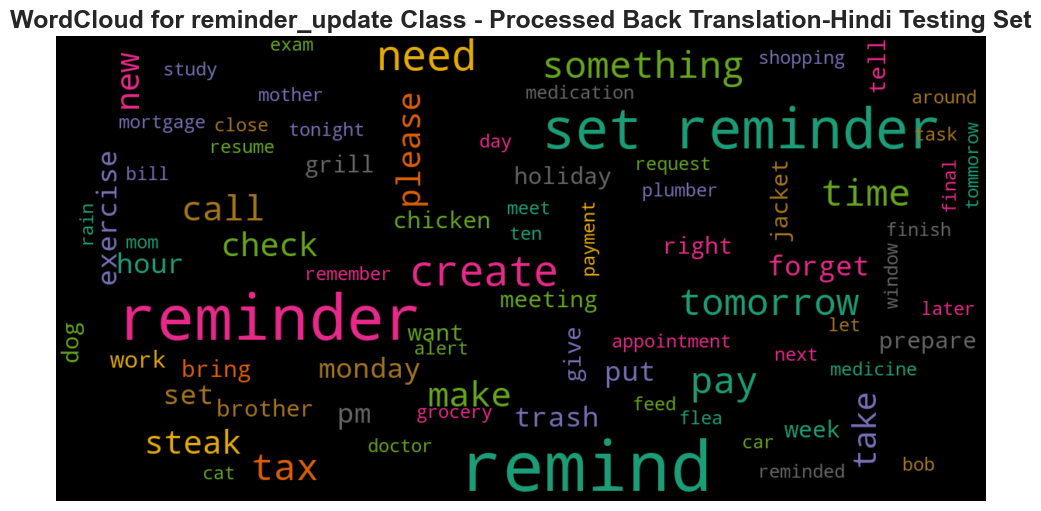 WordCloud for reminder_update Class - Processed Back Translation-Hindi Testing Set
exam
need
something
shopping
tell
new
study
mother
medication
around
mortgage
close
tonight
please
day
set reminder
task
resume
grill
request
tommorow
bill
exercise
holiday
plumber
jacket
final
time
call
chicken
meet
payment
rain
mom
check
ten
right
finish
hour
remember
create
forget
window
reminder
meeting
tomorrow
later
dog
want
alert
give
appointment
let
prepare
work
bring
monday
put
next
medicine
set
brother
make
pay
pm
grocery
trash
feed
flea
take
steak
doctor
car
week
cat
tax
remind
reminded
bob